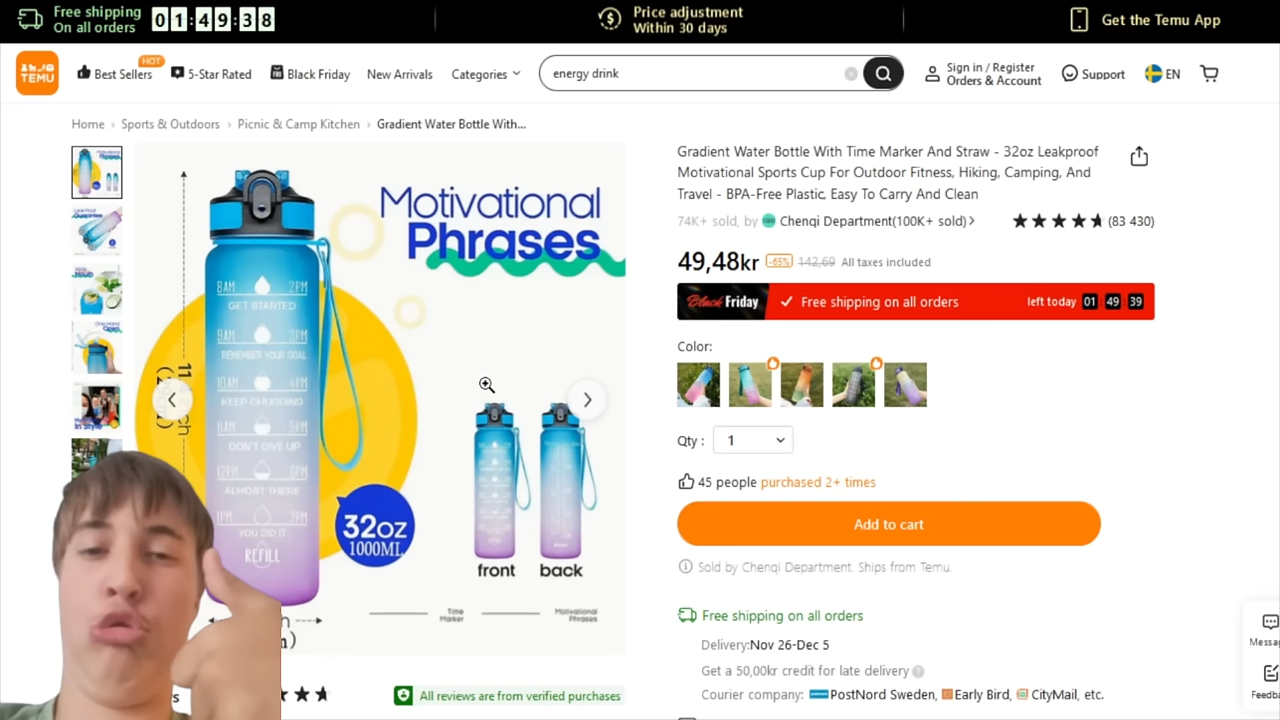 Free shipping
On all orders
01:49:38
Price adjustment
Within 30 days
Get the Temu App
TEMU
Best Sellers
HOT
5-Star Rated
Black Friday
New Arrivals
Categories
energy drink
Sign in / Register
Orders & Account
Support
EN
Home › Sports & Outdoors › Picnic & Camp Kitchen › Gradient Water Bottle With...
Motivational
Phrases
8AM 2PM
GET STARTED
9AM 3PM
REMEMBER YOUR GOAL
10AM 4PM
KEEP CHUGGING
11AM 5PM
DON'T GIVE UP
12PM 6PM
ALMOST THERE
1PM 7PM
YOU DID IT
REFILL
32oz
1000ML
front
back
Time
Marker
Motivational
Phrases
All reviews are from verified purchases
Gradient Water Bottle With Time Marker And Straw - 32oz Leakproof
Motivational Sports Cup For Outdoor Fitness, Hiking, Camping, And
Travel - BPA-Free Plastic, Easy To Carry And Clean
74K+ sold, by Chenqi Department(100K+ sold) ›
(83 430)
49,48kr -65% 142,69 All taxes included
Black Friday
Free shipping on all orders
left today 01 49 39
Color:
Qty : 1
45 people purchased 2+ times
Add to cart
Sold by Chenqi Department. Ships from Temu.
Free shipping on all orders
Delivery:Nov 26-Dec 5
Get a 50,00kr credit for late delivery
Courier company: PostNord Sweden, Early Bird, CityMail, etc.